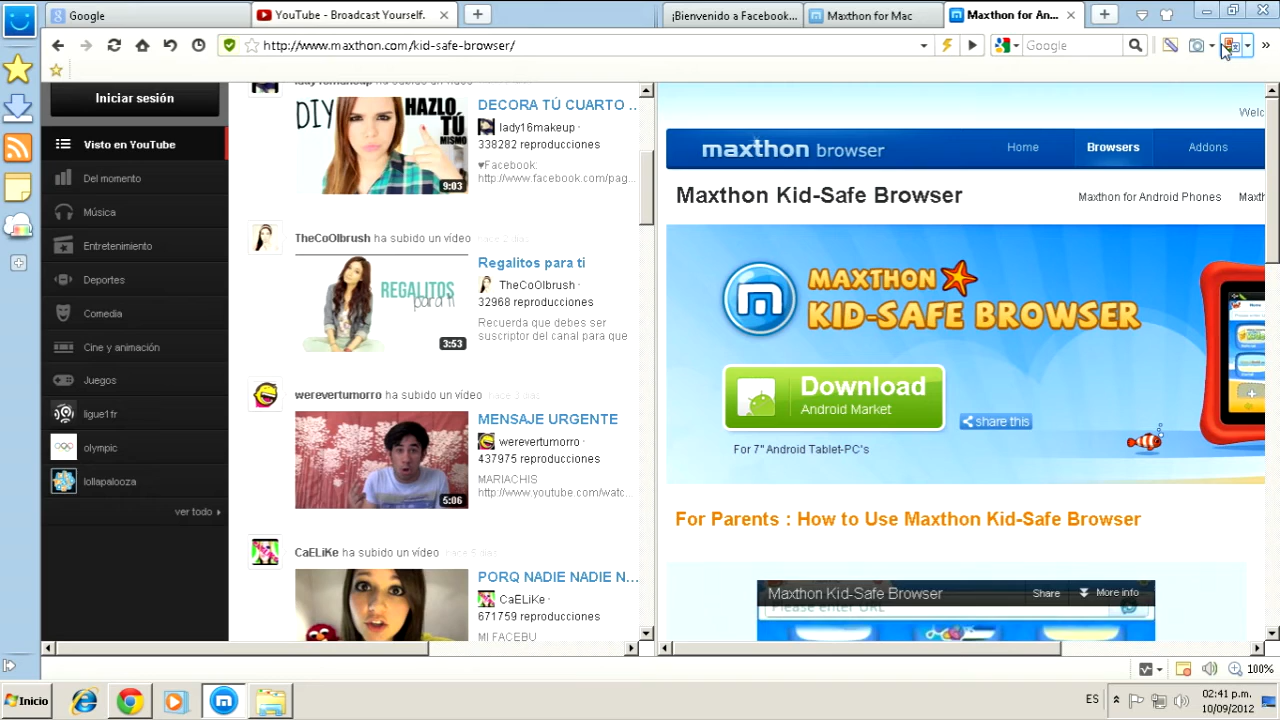 Google
YouTube - Broadcast Yourself.
¡Bienvenido a Facebook...
Maxthon for Mac
Maxthon for An...
http://www.maxthon.com/kid-safe-browser/
Google
Iniciar sesión
Visto en YouTube
Del momento
Música
Entretenimiento
Deportes
Comedia
Cine y animación
Juegos
ligue1fr
olympic
lollapalooza
ver todo
DIY
HAZLO
TÚ
MISMO
9:03
DECORA TÚ CUARTO ..
lady16makeup ·
338282 reproducciones
♥Facebook:
http://www.facebook.com/pag...
TheCoOlbrush ha subido un vídeo hace 2 días
REGALITOS
para ti
3:53
Regalitos para ti
TheCoOlbrush ·
32968 reproducciones
Recuerda que debes ser
suscriptor del canal para que
werevertumorro ha subido un vídeo
5:06
MENSAJE URGENTE
werevertumorro ·
437975 reproducciones
MARIACHIS
http://www.youtube.com/watc...
CaELiKe ha subido un vídeo
PORQ NADIE NADIE N...
CaELiKe ·
671759 reproducciones
MI FACEBU
Welc
maxthon browser
Home
Browsers
Addons
Maxthon Kid-Safe Browser
Maxthon for Android Phones
Maxth
MAXTHON
KID-SAFE BROWSER
Download
Android Market
share this
For 7" Android Tablet-PC's
For Parents : How to Use Maxthon Kid-Safe Browser
Maxthon Kid-Safe Browser
Share
More info
Please enter URL
100%
Inicio
ES
02:41 p.m.
10/09/2012